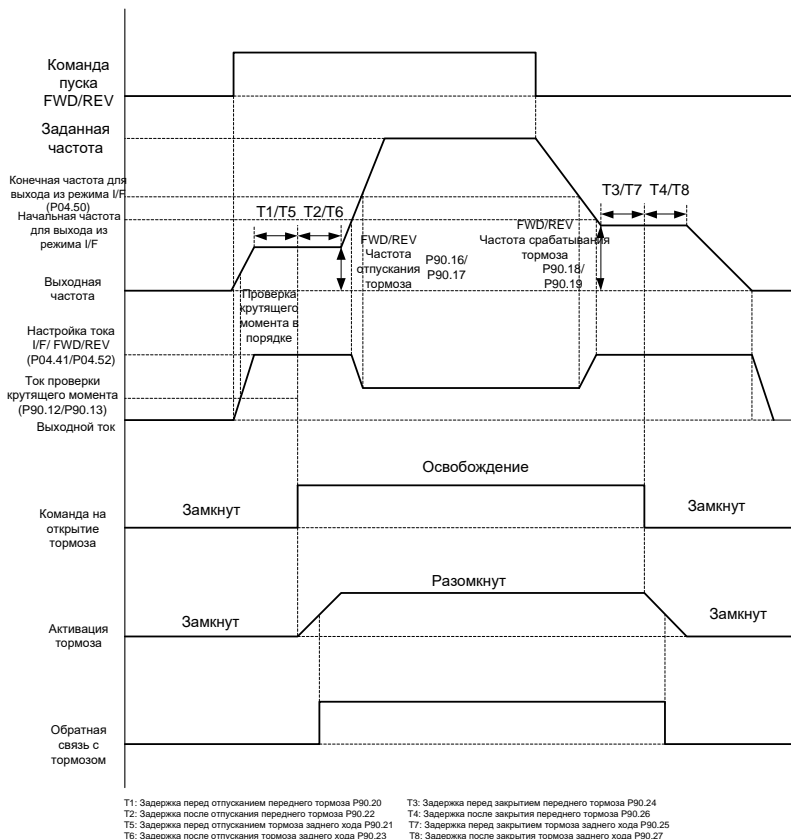 Команда
пуска
FWD/REV
Заданная
частота
Конечная частота для
выхода из режима I/F
(P04.50)
Начальная частота
для выхода из
режима I/F
T1/T5
T2/T6
T3/T7
T4/T8
FWD/REV
Частота
отпускания
тормоза
P90.16/
P90.17
FWD/REV
Частота срабатывания
тормоза
P90.18/
P90.19
Выходная
частота
Проверка
крутящего
момента в
порядке
Настройка тока
I/F/ FWD/REV
(P04.41/P04.52)
Ток проверки
крутящего момента
(P90.12/P90.13)
Выходной ток
Освобождение
Замкнут
Замкнут
Команда на
открытие
тормоза
Разомкнут
Замкнут
Замкнут
Активация
тормоза
Обратная
связь с
тормозом
T1: Задержка перед отпусканием переднего тормоза P90.20
T3: Задержка перед закрытием переднего тормоза P90.24
T2: Задержка после отпускания переднего тормоза P90.22
T4: Задержка после закрытия переднего тормоза P90.26
T5: Задержка перед отпусканием тормоза заднего хода P90.21
T7: Задержка перед закрытием тормоза заднего хода P90.25
T6: Задержка после отпускания тормоза заднего хода P90.23
T8: Задержка после закрытия тормоза заднего хода P90.27